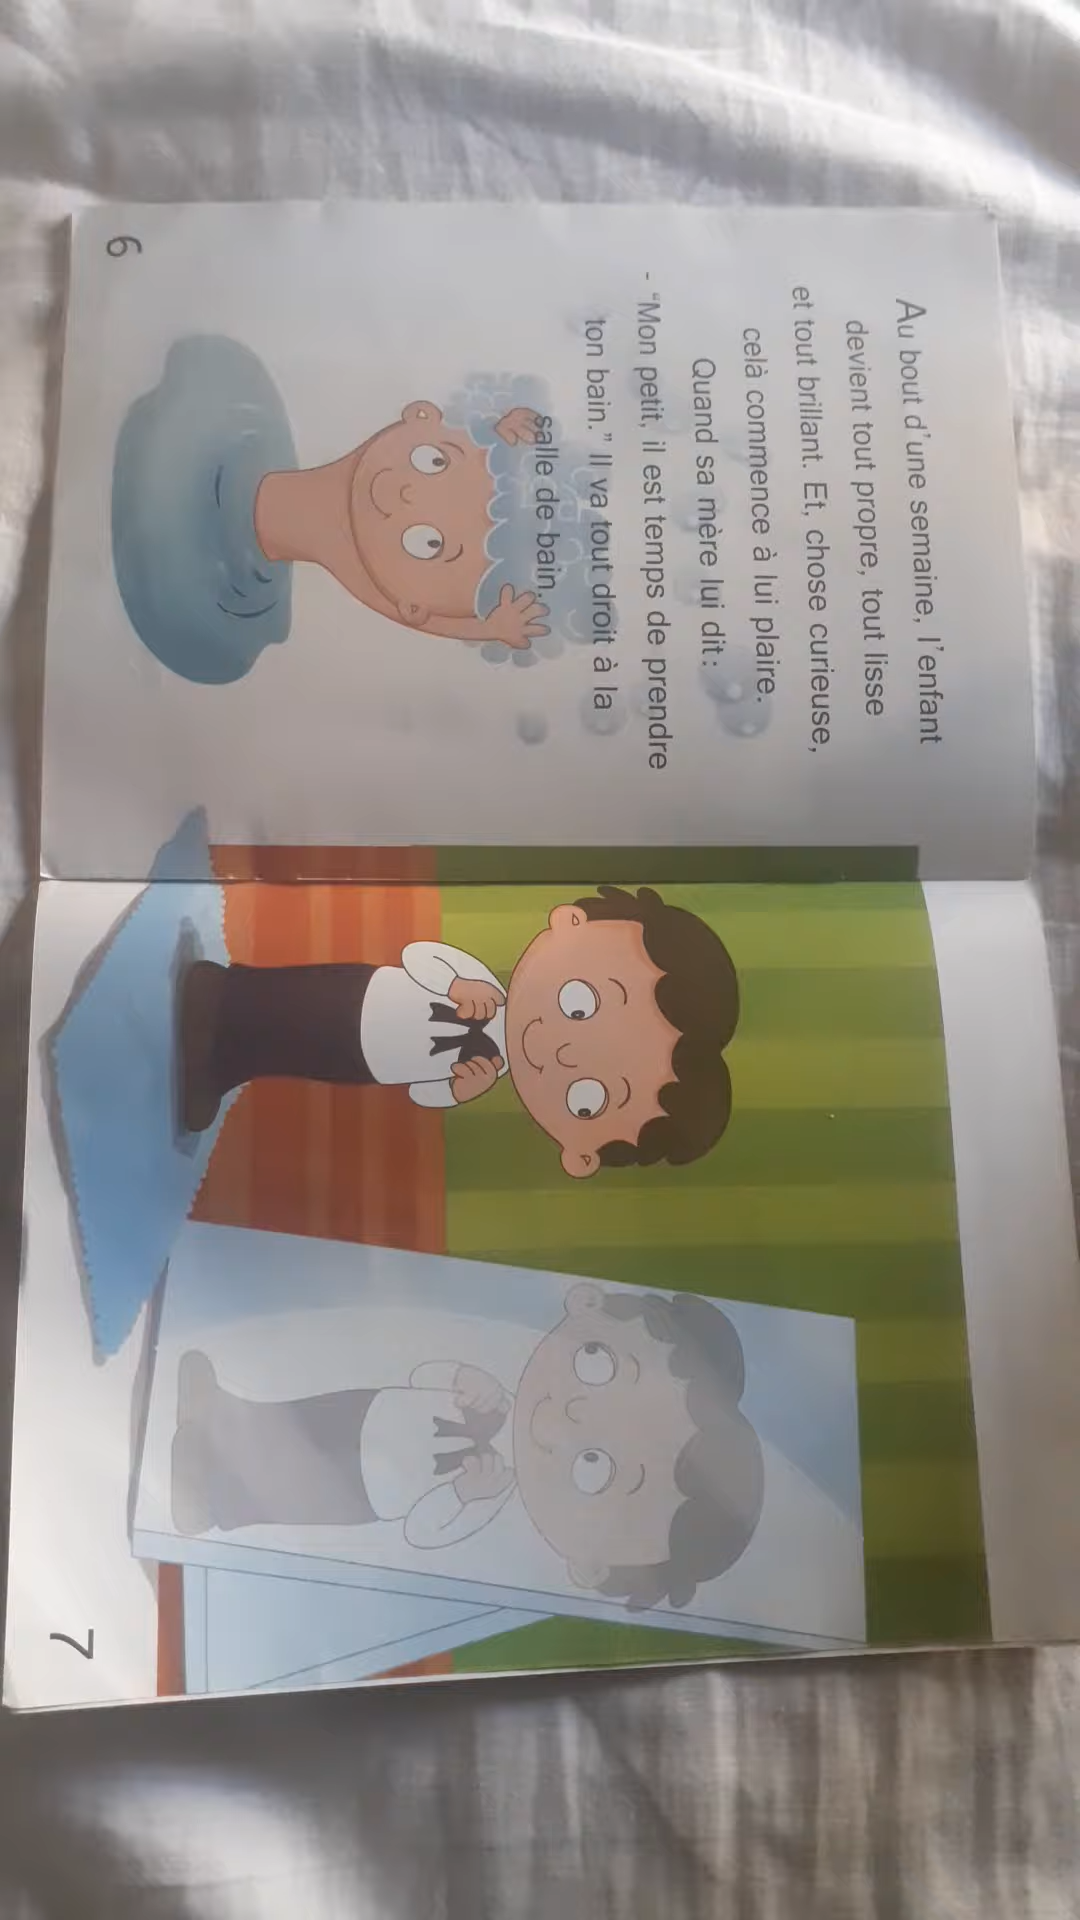 Au bout d'une semaine, l'enfant
devient tout propre, tout lisse
et tout brillant. Et, chose curieuse,
celà commence à lui plaire.
Quand sa mère lui dit :
- "Mon petit, il est temps de prendre
ton bain." Il va tout droit à la
salle de bain.
6
7